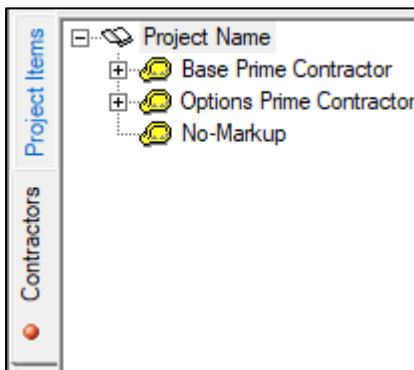 Project Items
Contractors
Project Name
Base Prime Contractor
Options Prime Contractor
No-Markup